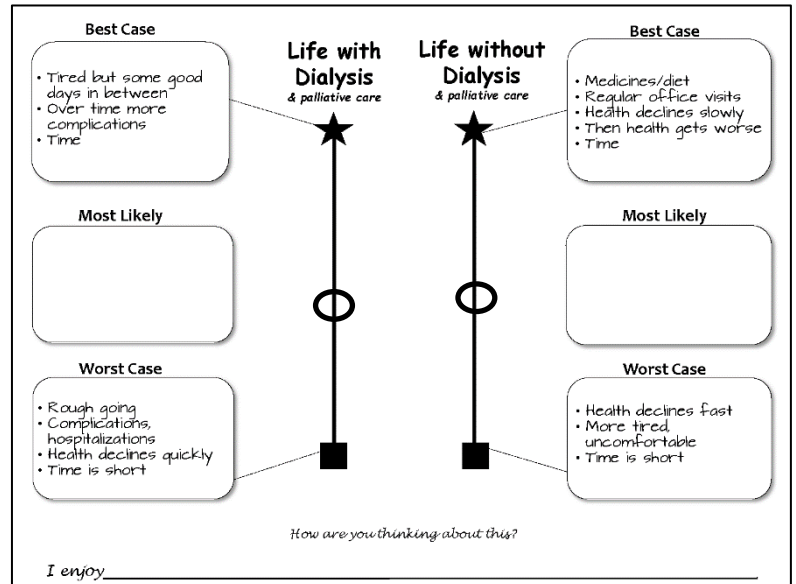 Best Case
• Tired but some good
days in between
• Over time more
complications
• Time
Most Likely
Worst Case
• Rough going
• Complications,
hospitalizations
• Health declines quickly
• Time is short
Life with
Dialysis
& palliative care
Life without
Dialysis
& palliative care
Best Case
• Medicines/diet
• Regular office visits
• Health declines slowly
• Then health gets worse
• Time
Most Likely
Worst Case
• Health declines fast
• More tired,
uncomfortable
• Time is short
How are you thinking about this?
I enjoy